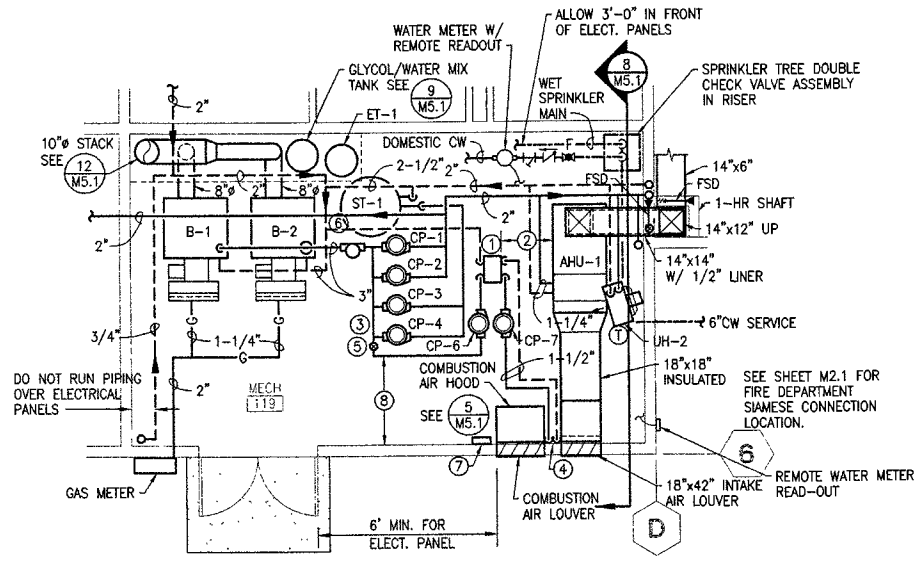 ALLOW 3'-0" IN FRONT
OF ELECT. PANELS
WATER METER W/
REMOTE READOUT
8
M5.1
SPRINKLER TREE DOUBLE
CHECK VALVE ASSEMBLY
IN RISER
GLYCOL/WATER MIX
TANK SEE
9
M5.1
WET
SPRINKLER
MAIN
2"
ET-1
10"ø STACK
SEE
12
M5.1
DOMESTIC CW
F
2-1/2"
2"
14"x6"
FSD
FSD
8"ø
2"
8"ø
ST-1
1-HR SHAFT
2"
14"x12" UP
2"
B-1
B-2
6
CP-1
1
2
AHU-1
14"x14"
W/ 1/2" LINER
CP-2
3"
CP-3
3
CP-4
5
1-1/4"
T
6"CW SERVICE
3/4"
G
G
1-1/4"
G
CP-6
CP-7
UH-2
1-1/2"
18"x18"
INSULATED
DO NOT RUN PIPING
OVER ELECTRICAL
PANELS
2"
MECH
119
8
COMBUSTION
AIR HOOD
SEE
5
M5.1
SEE SHEET M2.1 FOR
FIRE DEPARTMENT
SIAMESE CONNECTION
LOCATION.
6
7
4
GAS METER
COMBUSTION
AIR LOUVER
18"x42" INTAKE
AIR LOUVER
REMOTE WATER METER
READ-OUT
6' MIN. FOR
ELECT. PANEL
D